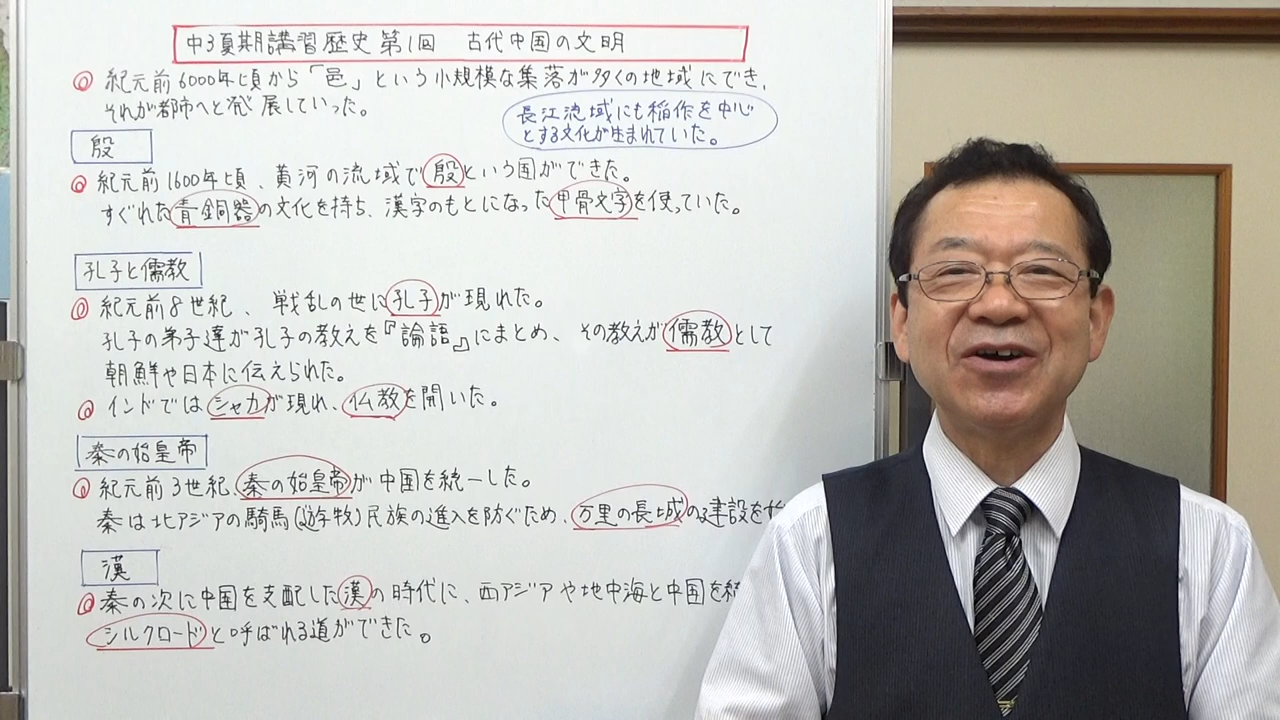 中3夏期講習歴史第1回 古代中国の文明
◎ 紀元前6000年頃から「邑」という小規模な集落が多くの地域にでき、
それが都市へと発展していった。
長江流域にも稲作を中心
とする文化が生まれていた。
殷
◎ 紀元前1600年頃、黄河の流域で殷という国ができた。
すぐれた青銅器の文化を持ち、漢字のもとになった甲骨文字を使っていた。
孔子と儒教
◎ 紀元前8世紀、戦乱の世に孔子が現れた。
孔子の弟子達が孔子の教えを『論語』にまとめ、その教えが儒教として
朝鮮や日本に伝えられた。
◎ インドではシャカが現れ、仏教を開いた。
秦の始皇帝
◎ 紀元前3世紀、秦の始皇帝が中国を統一した。
秦は北アジアの騎馬(遊牧)民族の進入を防ぐため、万里の長城の建設を
漢
◎ 秦の次に中国を支配した漢の時代に、西アジアや地中海と中国を
シルクロードと呼ばれる道ができた。